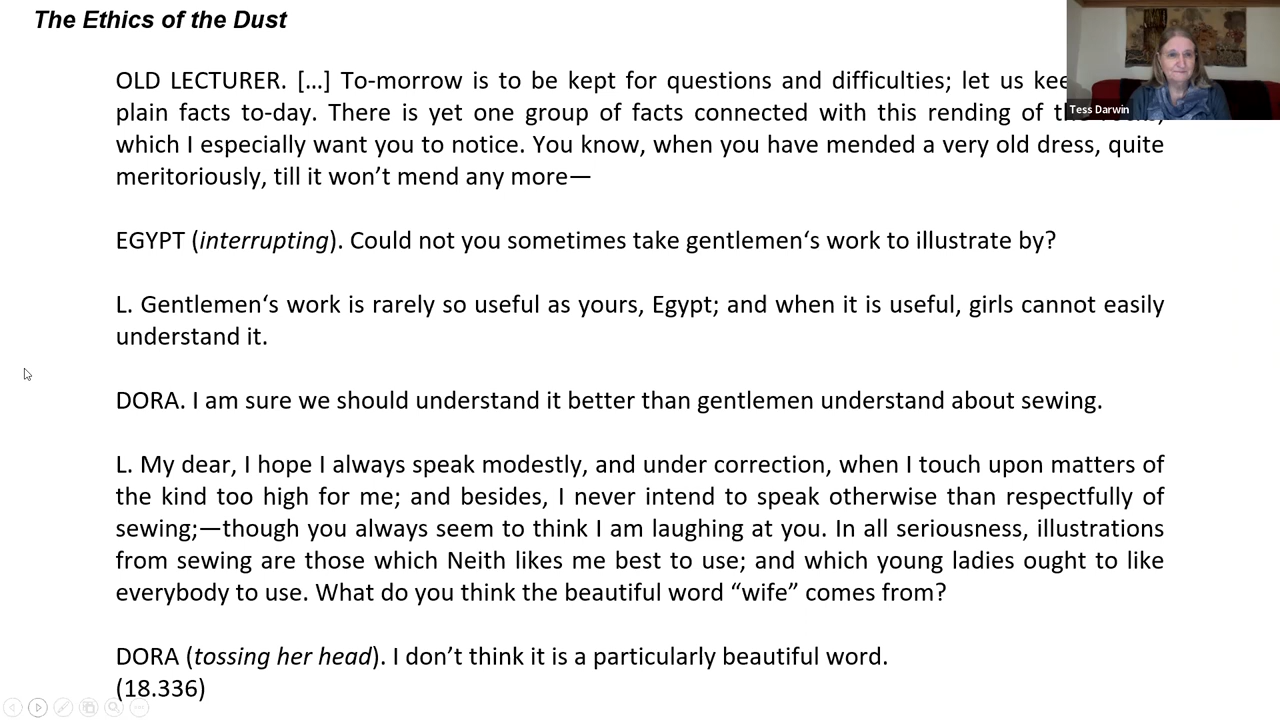 The Ethics of the Dust
OLD LECTURER. […] To-morrow is to be kept for questions and difficulties; let us
plain facts to-day. There is yet one group of facts connected with this rending of
Tess Darwin
which I especially want you to notice. You know, when you have mended a very old dress, quite
meritoriously, till it won’t mend any more—
EGYPT (interrupting). Could not you sometimes take gentlemen‘s work to illustrate by?
L. Gentlemen‘s work is rarely so useful as yours, Egypt; and when it is useful, girls cannot easily
understand it.
DORA. I am sure we should understand it better than gentlemen understand about sewing.
L. My dear, I hope I always speak modestly, and under correction, when I touch upon matters of
the kind too high for me; and besides, I never intend to speak otherwise than respectfully of
sewing;—though you always seem to think I am laughing at you. In all seriousness, illustrations
from sewing are those which Neith likes me best to use; and which young ladies ought to like
everybody to use. What do you think the beautiful word “wife” comes from?
DORA (tossing her head). I don’t think it is a particularly beautiful word.
(18.336)